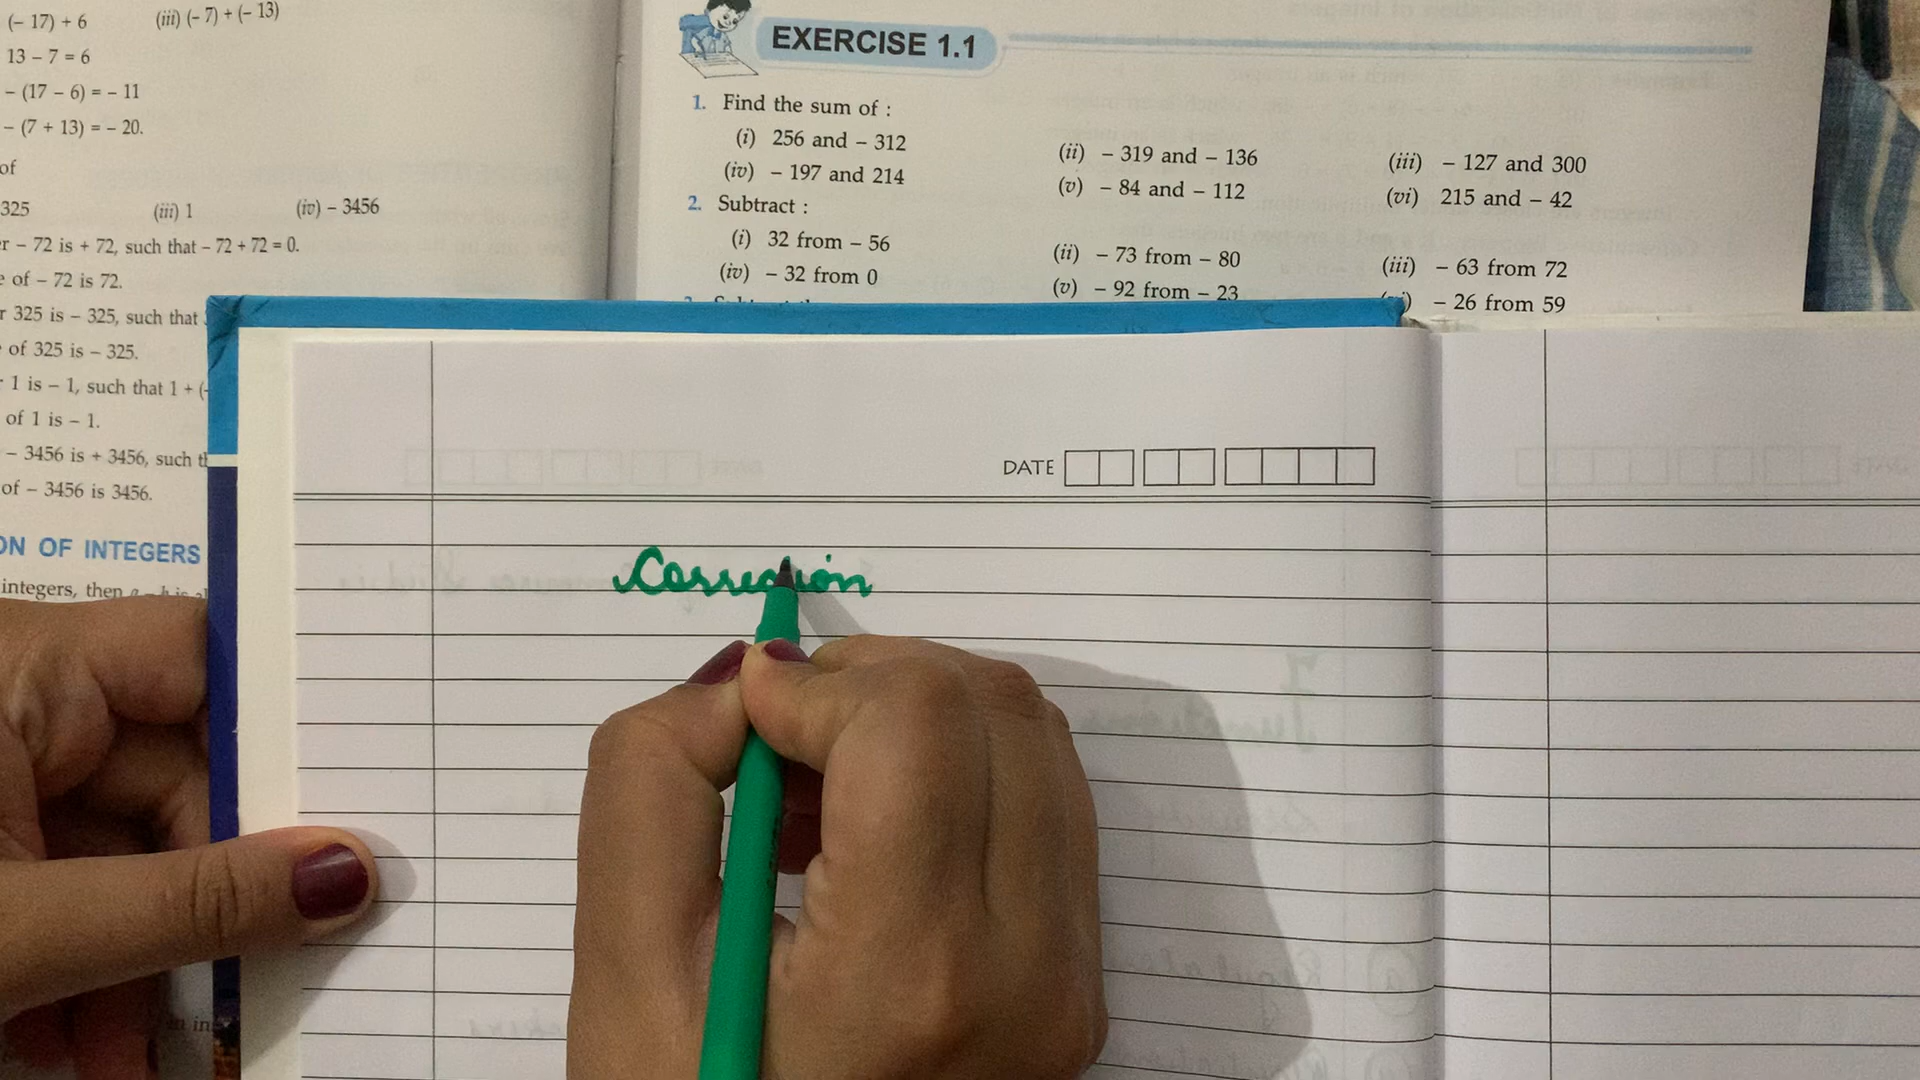 (– 17) + 6 (iii) (– 7) + (– 13)
13 – 7 = 6
– (17 – 6) = – 11
– (7 + 13) = – 20.
of
325 (iii) 1 (iv) – 3456
– 72 is + 72, such that – 72 + 72 = 0.
of – 72 is 72.
325 is – 325, such that
of 325 is – 325.
1 is – 1, such that 1 + (–
of 1 is – 1.
– 3456 is + 3456, such
of – 3456 is 3456.
OF INTEGERS
integers, then
EXERCISE 1.1
1. Find the sum of :
(i) 256 and – 312 (ii) – 319 and – 136 (iii) – 127 and 300
(iv) – 197 and 214 (v) – 84 and – 112 (vi) 215 and – 42
2. Subtract :
(i) 32 from – 56 (ii) – 73 from – 80 (iii) – 63 from 72
(iv) – 32 from 0 (v) – 92 from – 23 – 26 from 59
DATE
Correction